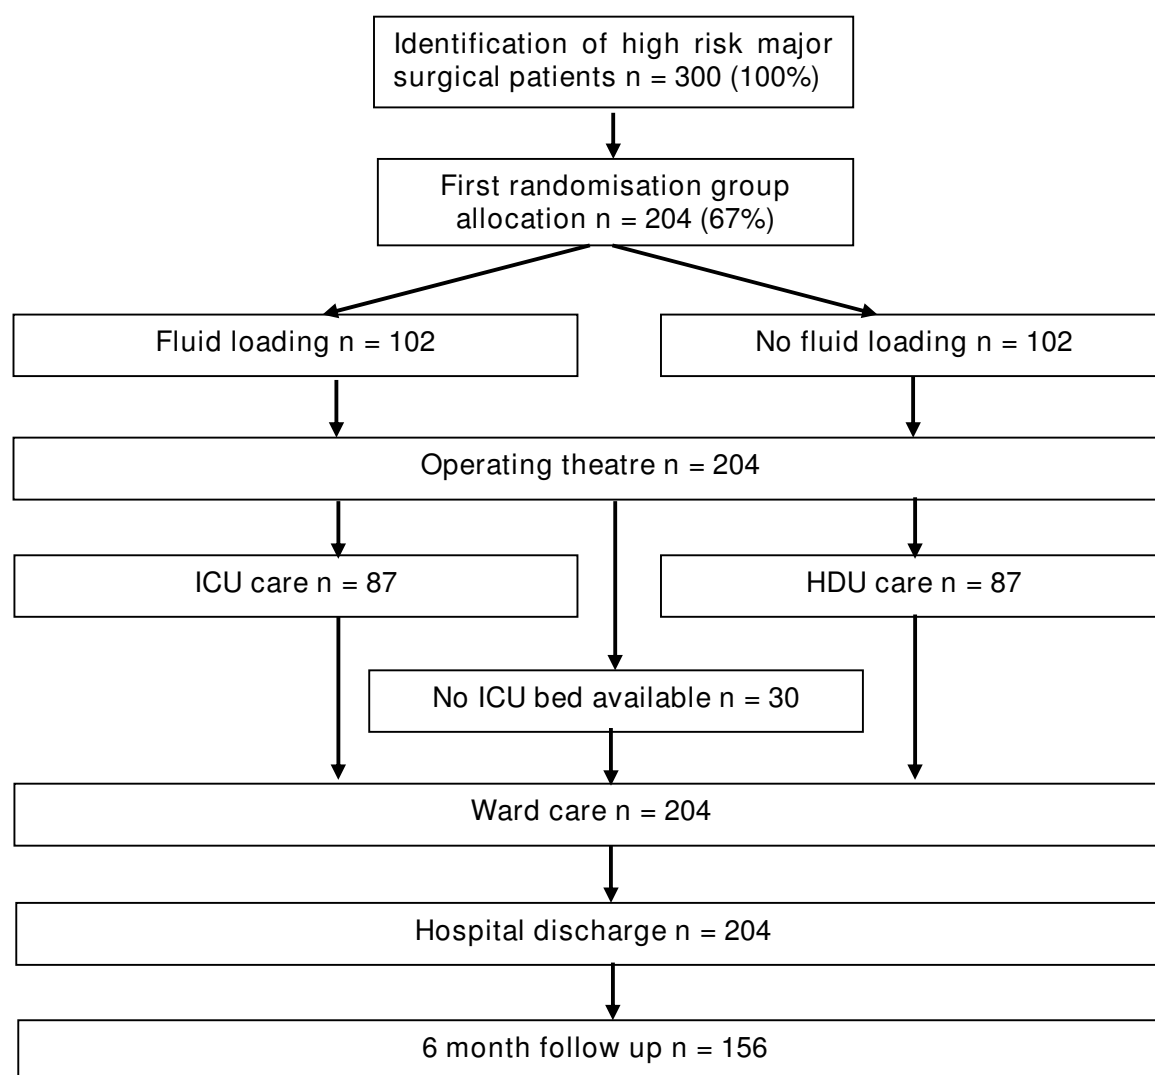 Identification of high risk major
surgical patients n = 300 (100%)
First randomisation group
allocation n = 204 (67%)
Fluid loading n = 102
No fluid loading n = 102
Operating theatre n = 204
ICU care n = 87
HDU care n = 87
No ICU bed available n = 30
Ward care n = 204
Hospital discharge n = 204
6 month follow up n = 156